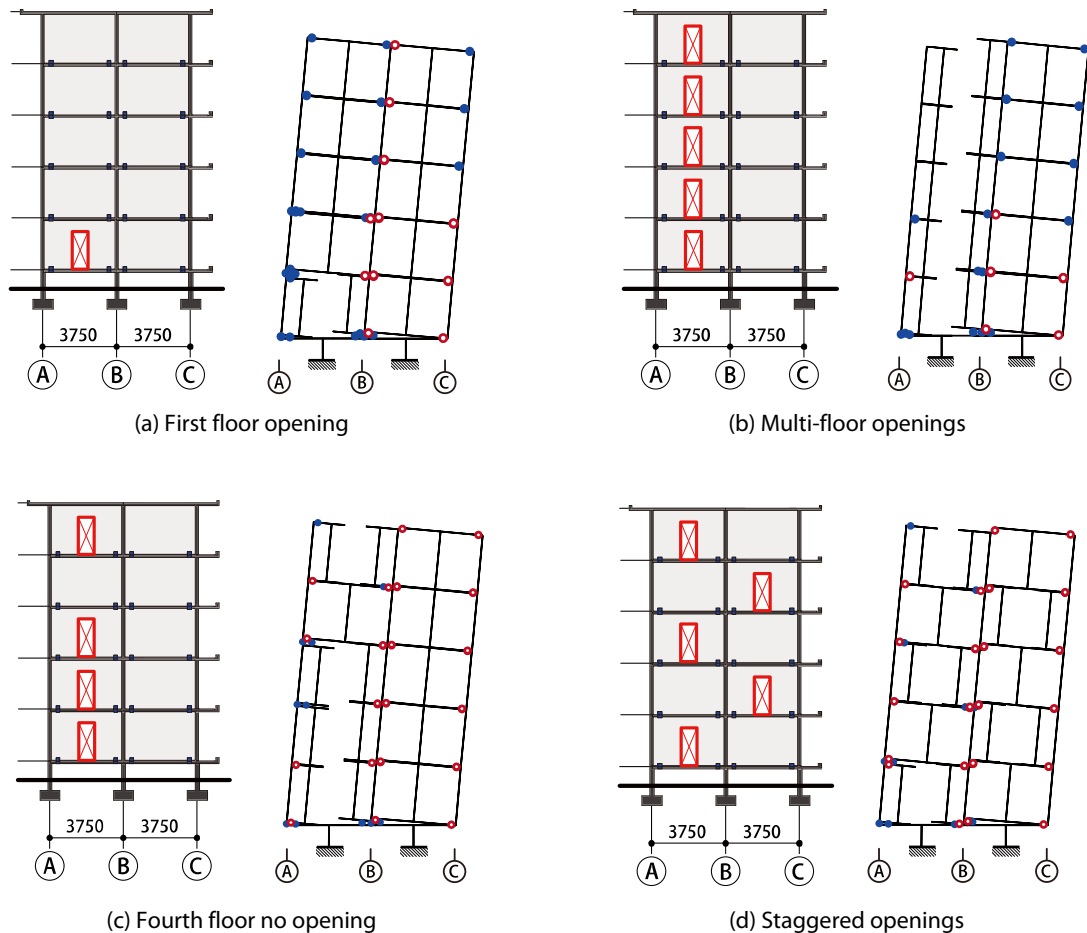 3750 3750
A B C
A B C
(a) First floor opening
3750 3750
A B C
A B C
(b) Multi-floor openings
3750 3750
A B C
A B C
(c) Fourth floor no opening
3750 3750
A B C
A B C
(d) Staggered openings